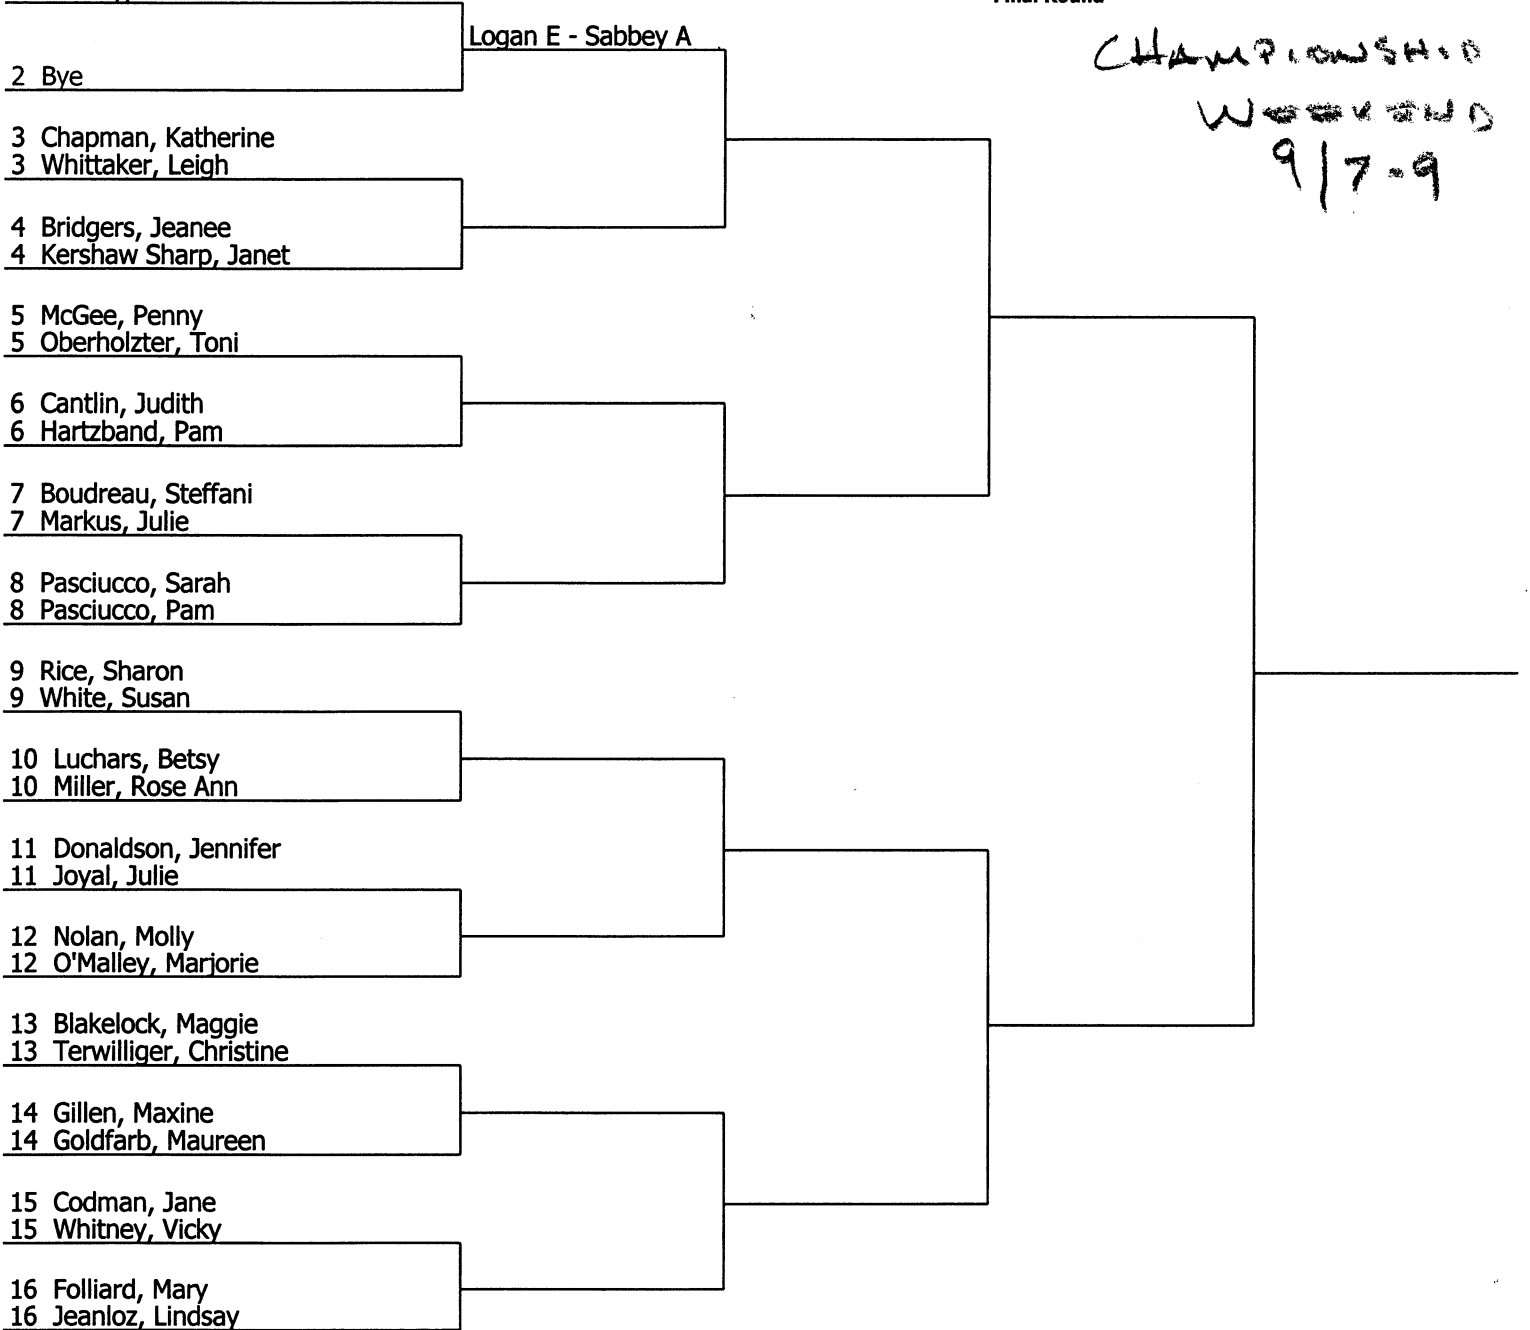 Final Round
CHAMPIONSHIP
WEEKEND
9/7-9
Logan E - Sabbey A
2 Bye
3 Chapman, Katherine
3 Whittaker, Leigh
4 Bridgers, Jeanee
4 Kershaw Sharp, Janet
5 McGee, Penny
5 Oberholzter, Toni
6 Cantlin, Judith
6 Hartzband, Pam
7 Boudreau, Steffani
7 Markus, Julie
8 Pasciucco, Sarah
8 Pasciucco, Pam
9 Rice, Sharon
9 White, Susan
10 Luchars, Betsy
10 Miller, Rose Ann
11 Donaldson, Jennifer
11 Joyal, Julie
12 Nolan, Molly
12 O'Malley, Marjorie
13 Blakelock, Maggie
13 Terwilliger, Christine
14 Gillen, Maxine
14 Goldfarb, Maureen
15 Codman, Jane
15 Whitney, Vicky
16 Folliard, Mary
16 Jeanloz, Lindsay